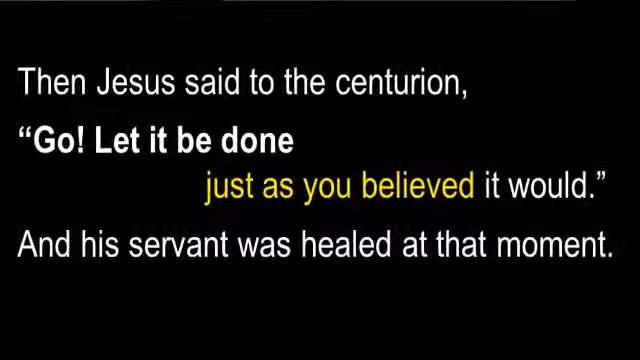 Then Jesus said to the centurion,
“Go! Let it be done
just as you believed it would.”
And his servant was healed at that moment.